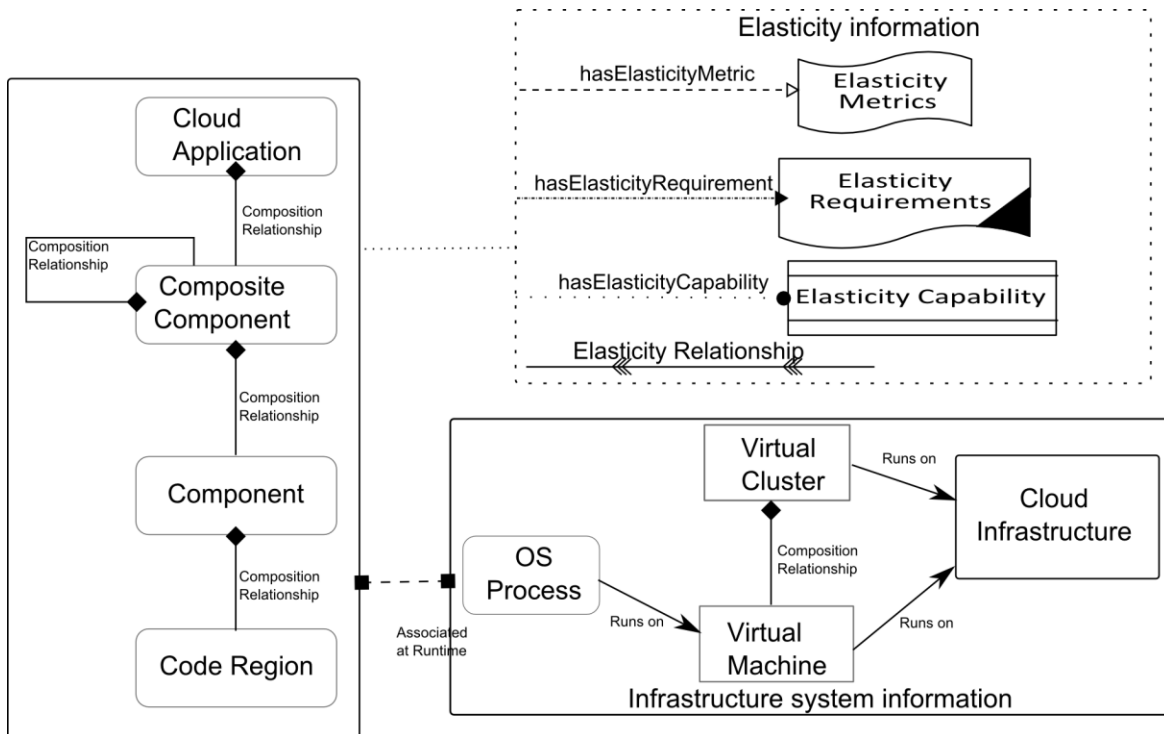 Cloud
Application
Composition
Relationship
Composition
Relationship
Composite
Component
Composition
Relationship
Component
Composition
Relationship
Code Region
Elasticity information
hasElasticityMetric
Elasticity
Metrics
hasElasticityRequirement
Elasticity
Requirements
hasElasticityCapability
Elasticity Capability
Elasticity Relationship
Associated
at Runtime
Virtual
Cluster
Runs on
Cloud
Infrastructure
OS
Process
Composition
Relationship
Runs on
Virtual
Machine
Runs on
Infrastructure system information